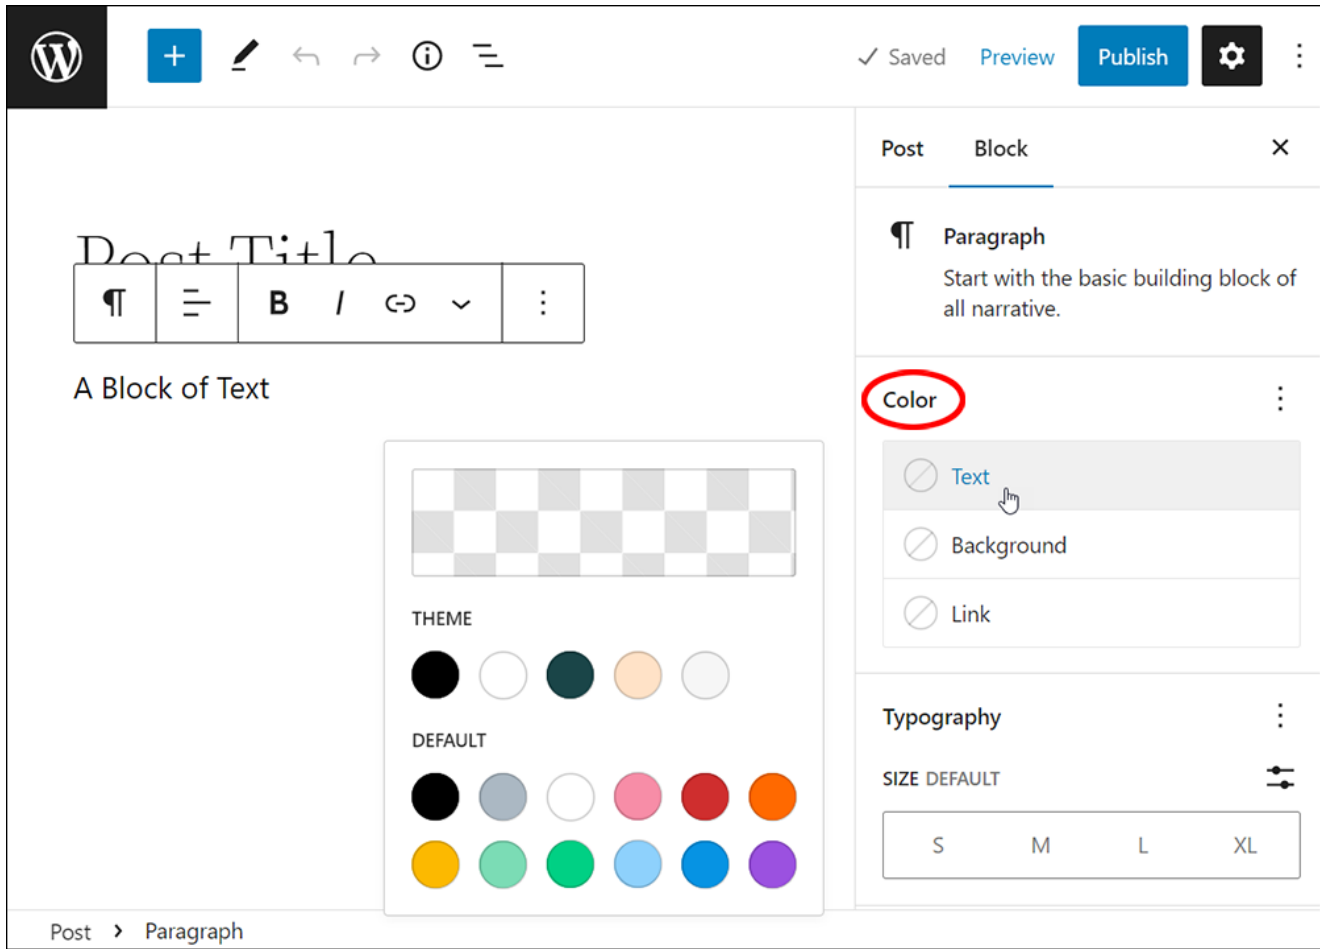 Saved
Preview
Publish
Post
Block
Post Title
B I
A Block of Text
Paragraph
Start with the basic building block of
all narrative.
Color
Text
Background
Link
THEME
DEFAULT
Typography
SIZE DEFAULT
S M L XL
Post > Paragraph